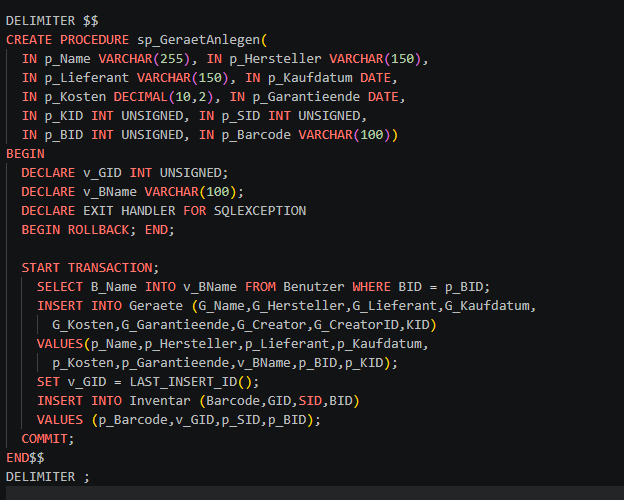 DELIMITER $$
CREATE PROCEDURE sp_GeraetAnlegen(
  IN p_Name VARCHAR(255), IN p_Hersteller VARCHAR(150),
  IN p_Lieferant VARCHAR(150), IN p_Kaufdatum DATE,
  IN p_Kosten DECIMAL(10,2), IN p_Garantieende DATE,
  IN p_KID INT UNSIGNED, IN p_SID INT UNSIGNED,
  IN p_BID INT UNSIGNED, IN p_Barcode VARCHAR(100))
BEGIN
  DECLARE v_GID INT UNSIGNED;
  DECLARE v_BName VARCHAR(100);
  DECLARE EXIT HANDLER FOR SQLEXCEPTION
  BEGIN ROLLBACK; END;

  START TRANSACTION;
    SELECT B_Name INTO v_BName FROM Benutzer WHERE BID = p_BID;
    INSERT INTO Geraete (G_Name,G_Hersteller,G_Lieferant,G_Kaufdatum,
      G_Kosten,G_Garantieende,G_Creator,G_CreatorID,KID)
    VALUES(p_Name,p_Hersteller,p_Lieferant,p_Kaufdatum,
      p_Kosten,p_Garantieende,v_BName,p_BID,p_KID);
    SET v_GID = LAST_INSERT_ID();
    INSERT INTO Inventar (Barcode,GID,SID,BID)
    VALUES (p_Barcode,v_GID,p_SID,p_BID);
  COMMIT;
END$$
DELIMITER ;